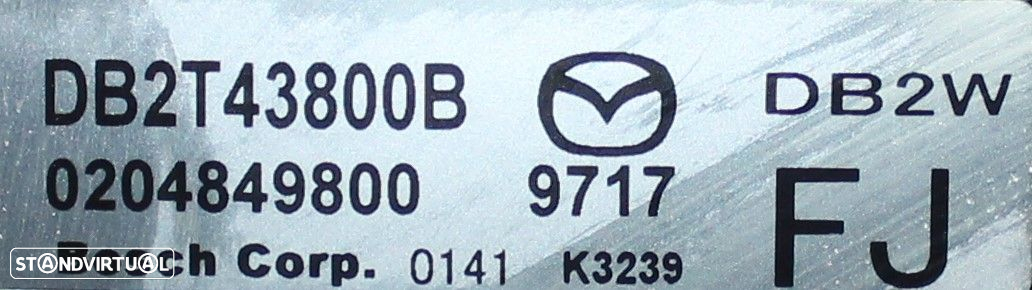 DB2T43800B DB2W
0204849800 9717 FJ
Corp. 0141 K3239
STANDVIRTUAL